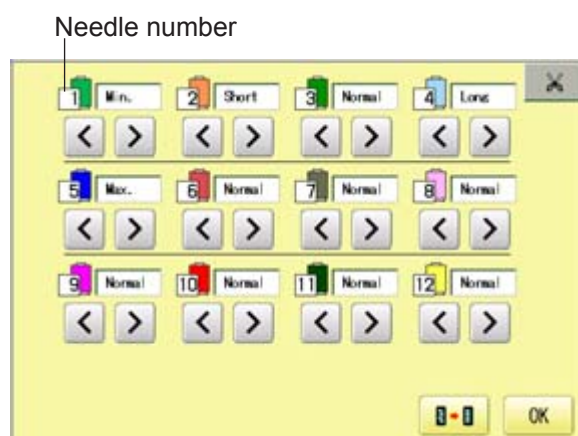 Needle number
1 Min. 2 Short 3 Normal 4 Long
5 Max. 6 Normal 7 Normal 8 Normal
9 Normal 10 Normal 11 Normal 12 Normal
OK